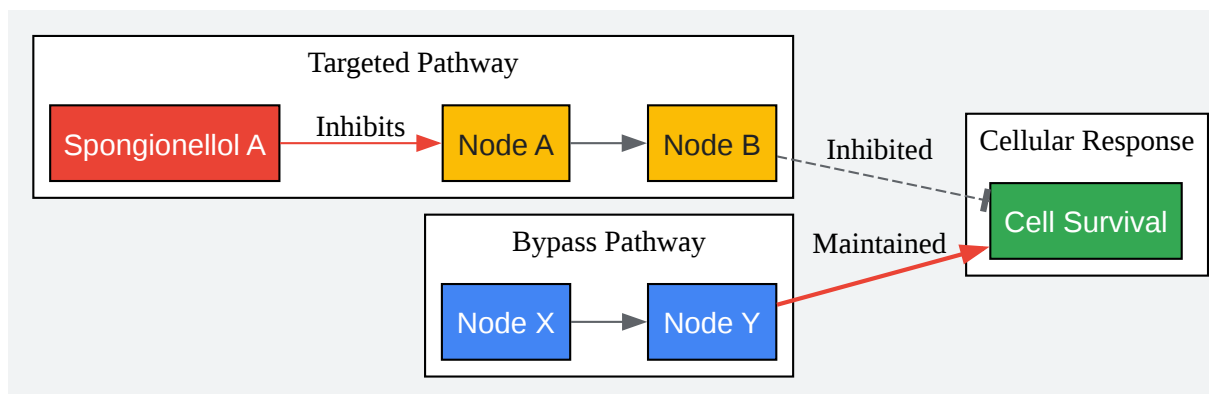 Targeted Pathway
Spongionellol A
Inhibits
Node A
Node B
Inhibited
Cellular Response
Cell Survival
Bypass Pathway
Node X
Node Y
Maintained